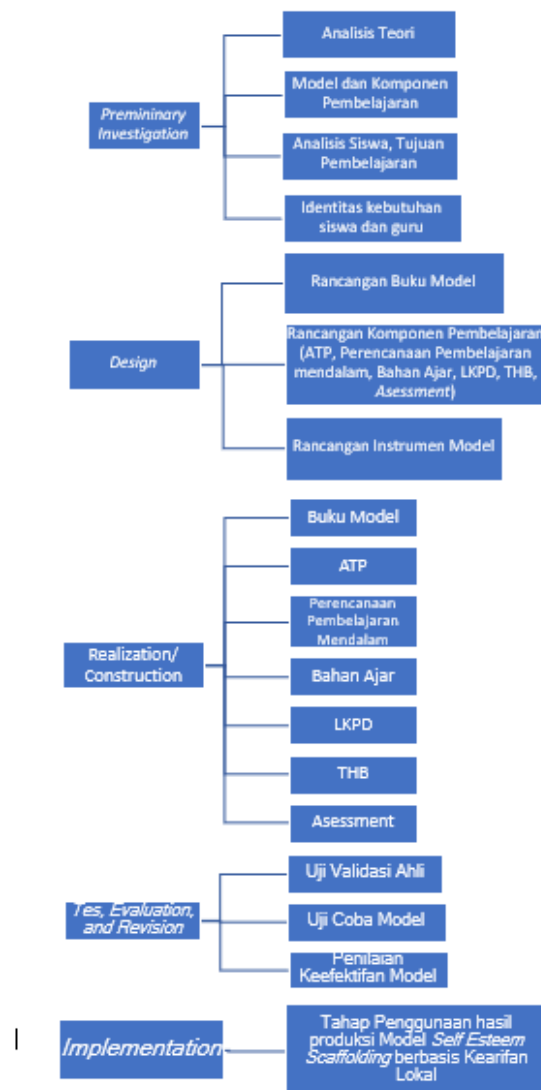 Analisis Teori
Model dan Komponen
Pembelajaran
Premininary
Investigation
Analisis Siswa, Tujuan
Pembelajaran
Identitas kebutuhan
siswa dan guru
Rancangan Buku Model
Design
Rancangan Komponen Pembelajaran
(ATP, Perencanaan Pembelajaran
mendalam, Bahan Ajar, LKPD, THB,
Asessment)
Rancangan Instrumen Model
Buku Model
ATP
Perencanaan
Pembelajaran
Mendalam
Realization/
Construction
Bahan Ajar
LKPD
THB
Asessment
Uji Validasi Ahli
Tes, Evaluation,
and Revision
Uji Coba Model
Penilaian
Keefektifan Model
Implementation
Tahap Penggunaan hasil
produksi Model Self Esteem
Scaffolding berbasis Kearifan
Lokal